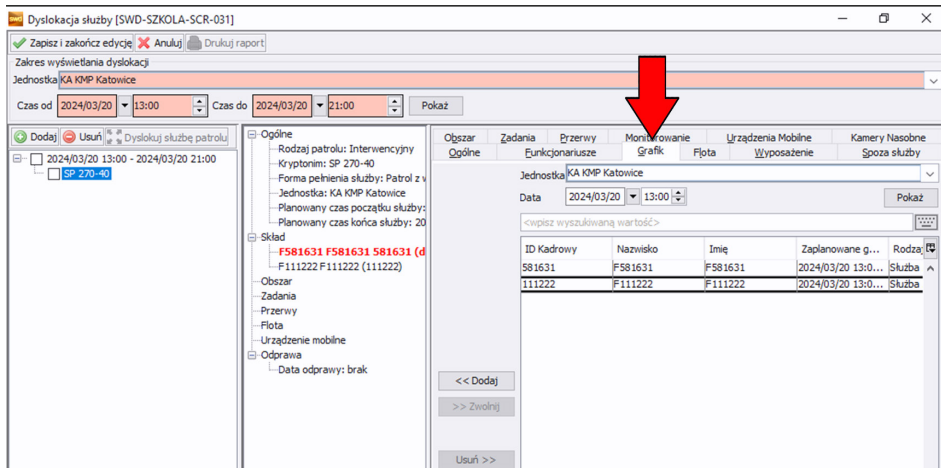 SWD Dyslokacja służby [SWD-SZKOLA-SCR-031]
Zapisz i zakończ edycję Anuluj Drukuj raport
Zakres wyświetlania dyslokacji
Jednostka KA KMP Katowice
Czas od 2024/03/20 13:00 Czas do 2024/03/20 21:00 Pokaż
Dodaj Usuń Dyslokuj służbę patrolu
2024/03/20 13:00 - 2024/03/20 21:00
SP 270-40
Ogólne
Rodzaj patrolu: Interwencyjny
Kryptonim: SP 270-40
Forma pełnienia służby: Patrol z w
Jednostka: KA KMP Katowice
Planowany czas początku służby:
Planowany czas końca służby: 20
Skład
F581631 F581631 581631 (d
F111222 F111222 (111222)
Obszar
Zadania
Przerwy
Flota
Urządzenie mobilne
Odprawa
Data odprawy: brak
Obszar Zadania Przerwy Monitorowanie Urządzenia Mobilne Kamery Nasobne
Ogólne Funkcjonariusze Grafik Flota Wyposażenie Spoza służby
Jednostka KA KMP Katowice
Data 2024/03/20 13:00 Pokaż
<wpisz wyszukiwaną wartość>
ID Kadrowy Nazwisko Imię Zaplanowane g... Rodzaj
581631 F581631 F581631 2024/03/20 13:0... Służba
111222 F111222 F111222 2024/03/20 13:0... Służba
<< Dodaj
>> Zwolnij
Usuń >>